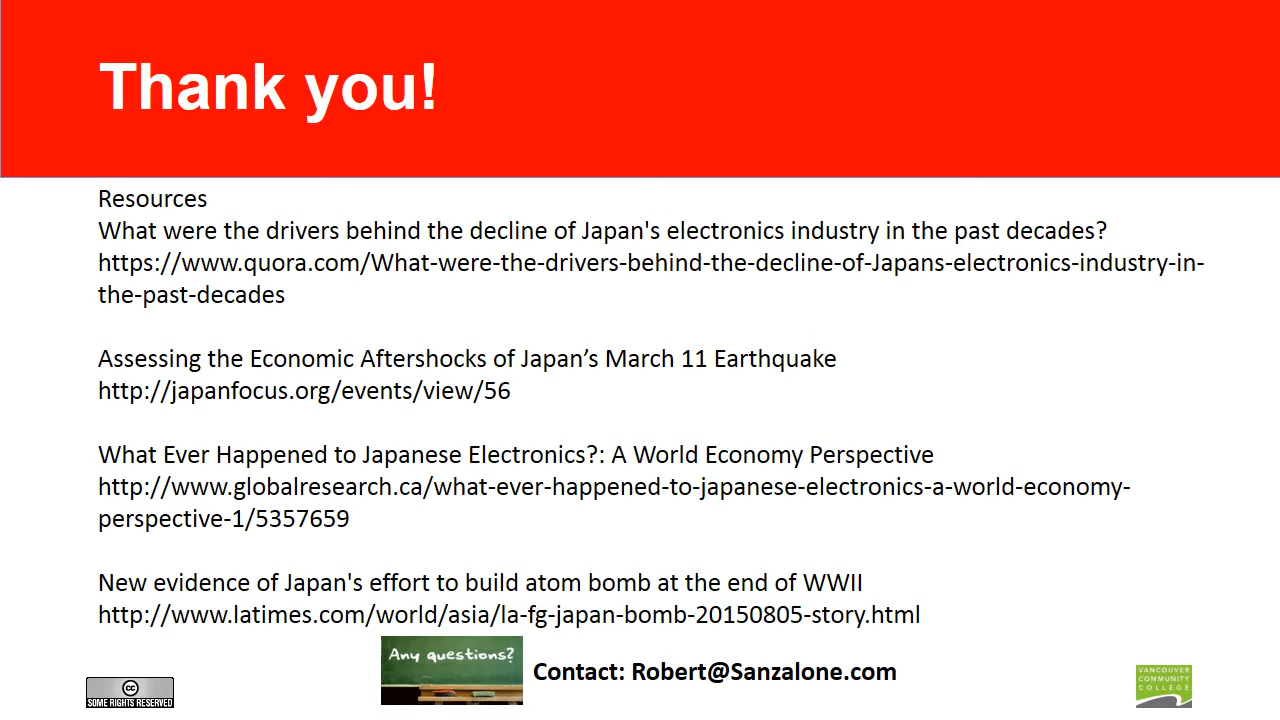 Thank you!
Resources
What were the drivers behind the decline of Japan's electronics industry in the past decades?
https://www.quora.com/What-were-the-drivers-behind-the-decline-of-Japans-electronics-industry-in-
the-past-decades
Assessing the Economic Aftershocks of Japan’s March 11 Earthquake
http://japanfocus.org/events/view/56
What Ever Happened to Japanese Electronics?: A World Economy Perspective
http://www.globalresearch.ca/what-ever-happened-to-japanese-electronics-a-world-economy-
perspective-1/5357659
New evidence of Japan's effort to build atom bomb at the end of WWII
http://www.latimes.com/world/asia/la-fg-japan-bomb-20150805-story.html
Any questions?
Contact: Robert@Sanzalone.com
cc
SOME RIGHTS RESERVED
VANCOUVER
COMMUNITY
COLLEGE